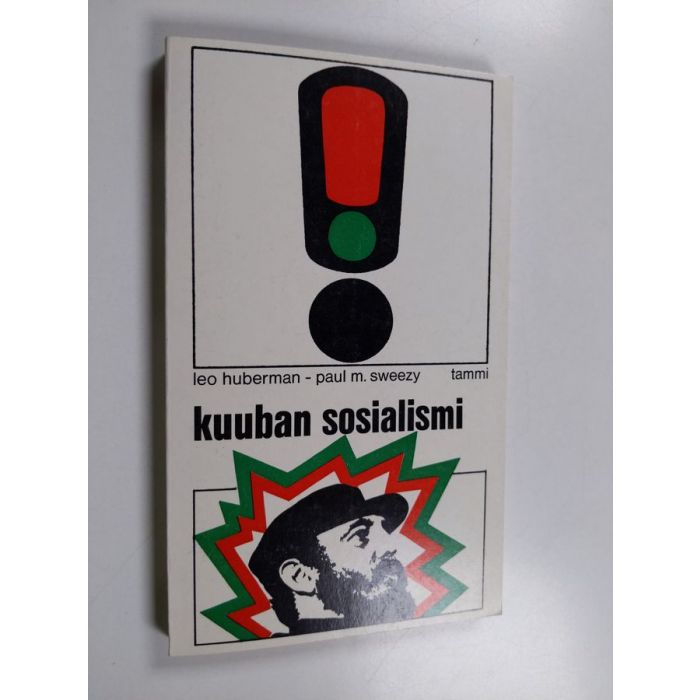 leo huberman - paul m. sweezy tammi
kuuban sosialismi